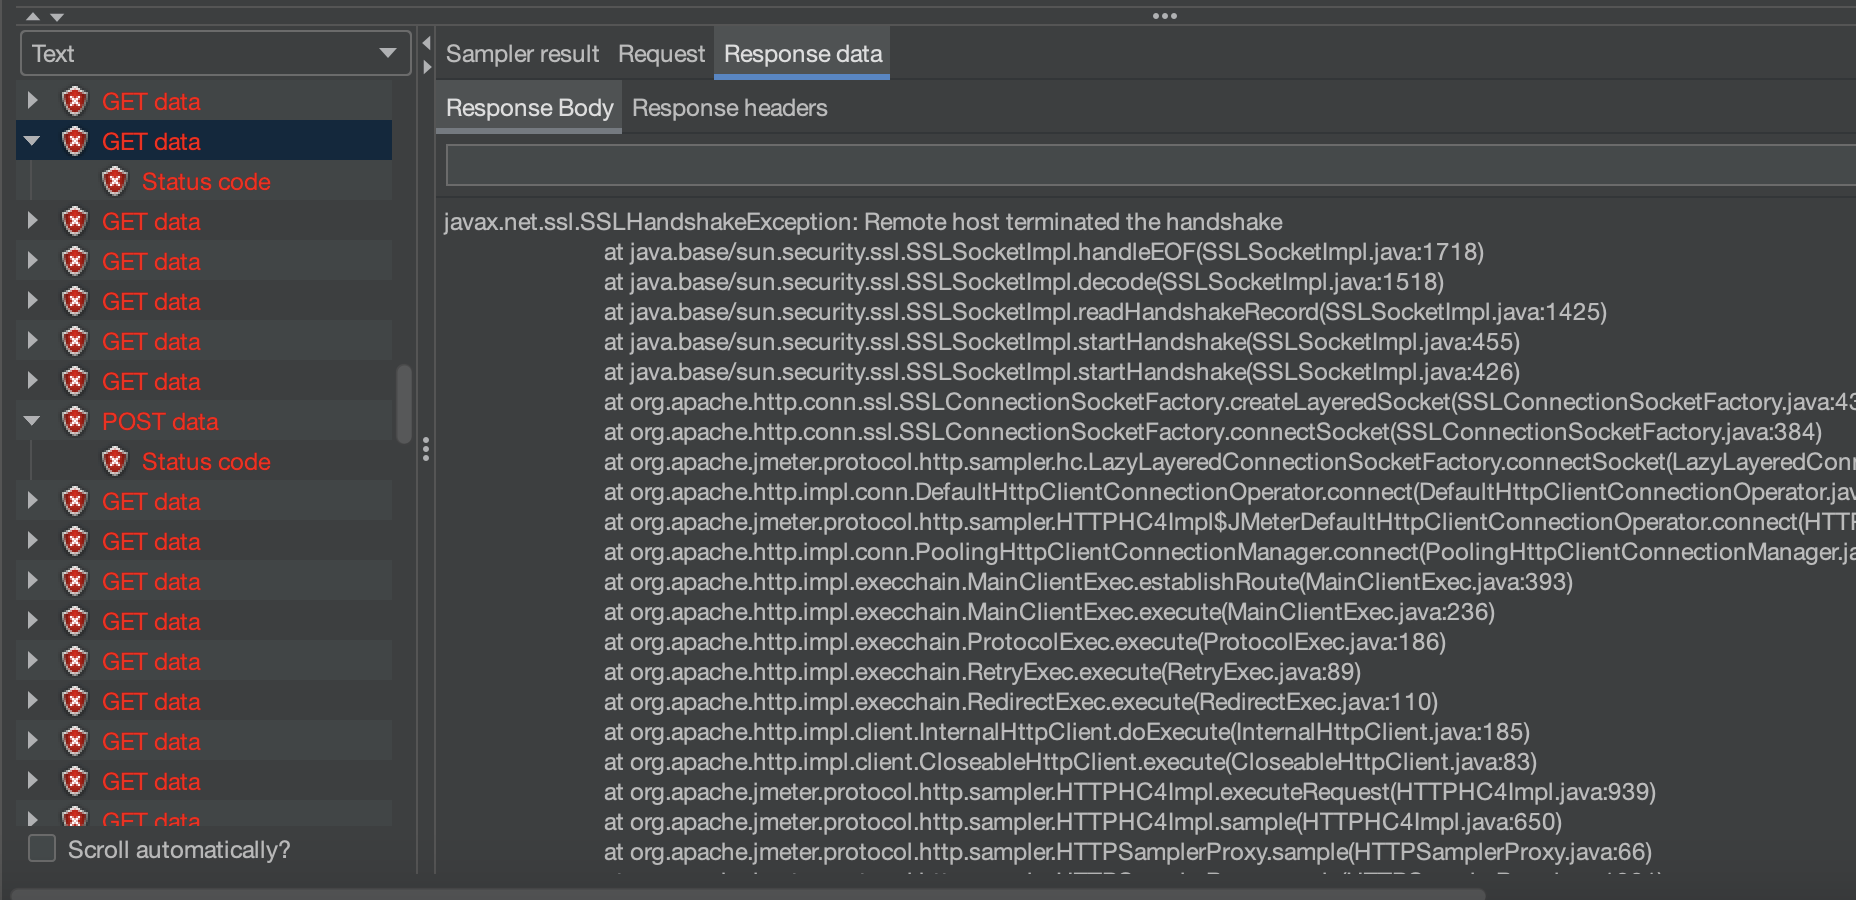 Text
GET data
GET data
Status code
GET data
GET data
GET data
GET data
GET data
POST data
Status code
GET data
GET data
GET data
GET data
GET data
GET data
GET data
GET data
GET data
Scroll automatically?
Sampler result Request Response data
Response Body Response headers
javax.net.ssl.SSLHandshakeException: Remote host terminated the handshake
at java.base/sun.security.ssl.SSLSocketImpl.handleEOF(SSLSocketImpl.java:1718)
at java.base/sun.security.ssl.SSLSocketImpl.decode(SSLSocketImpl.java:1518)
at java.base/sun.security.ssl.SSLSocketImpl.readHandshakeRecord(SSLSocketImpl.java:1425)
at java.base/sun.security.ssl.SSLSocketImpl.startHandshake(SSLSocketImpl.java:455)
at java.base/sun.security.ssl.SSLSocketImpl.startHandshake(SSLSocketImpl.java:426)
at org.apache.http.conn.ssl.SSLConnectionSocketFactory.createLayeredSocket(SSLConnectionSocketFactory.java:43
at org.apache.http.conn.ssl.SSLConnectionSocketFactory.connectSocket(SSLConnectionSocketFactory.java:384)
at org.apache.jmeter.protocol.http.sampler.hc.LazyLayeredConnectionSocketFactory.connectSocket(LazyLayeredConn
at org.apache.http.impl.conn.DefaultHttpClientConnectionOperator.connect(DefaultHttpClientConnectionOperator.jav
at org.apache.jmeter.protocol.http.sampler.HTTPHC4Impl$JMeterDefaultHttpClientConnectionOperator.connect(HTTP
at org.apache.http.impl.conn.PoolingHttpClientConnectionManager.connect(PoolingHttpClientConnectionManager.ja
at org.apache.http.impl.execchain.MainClientExec.establishRoute(MainClientExec.java:393)
at org.apache.http.impl.execchain.MainClientExec.execute(MainClientExec.java:236)
at org.apache.http.impl.execchain.ProtocolExec.execute(ProtocolExec.java:186)
at org.apache.http.impl.execchain.RetryExec.execute(RetryExec.java:89)
at org.apache.http.impl.execchain.RedirectExec.execute(RedirectExec.java:110)
at org.apache.http.impl.client.InternalHttpClient.doExecute(InternalHttpClient.java:185)
at org.apache.http.impl.client.CloseableHttpClient.execute(CloseableHttpClient.java:83)
at org.apache.jmeter.protocol.http.sampler.HTTPHC4Impl.executeRequest(HTTPHC4Impl.java:939)
at org.apache.jmeter.protocol.http.sampler.HTTPHC4Impl.sample(HTTPHC4Impl.java:650)
at org.apache.jmeter.protocol.http.sampler.HTTPSamplerProxy.sample(HTTPSamplerProxy.java:66)